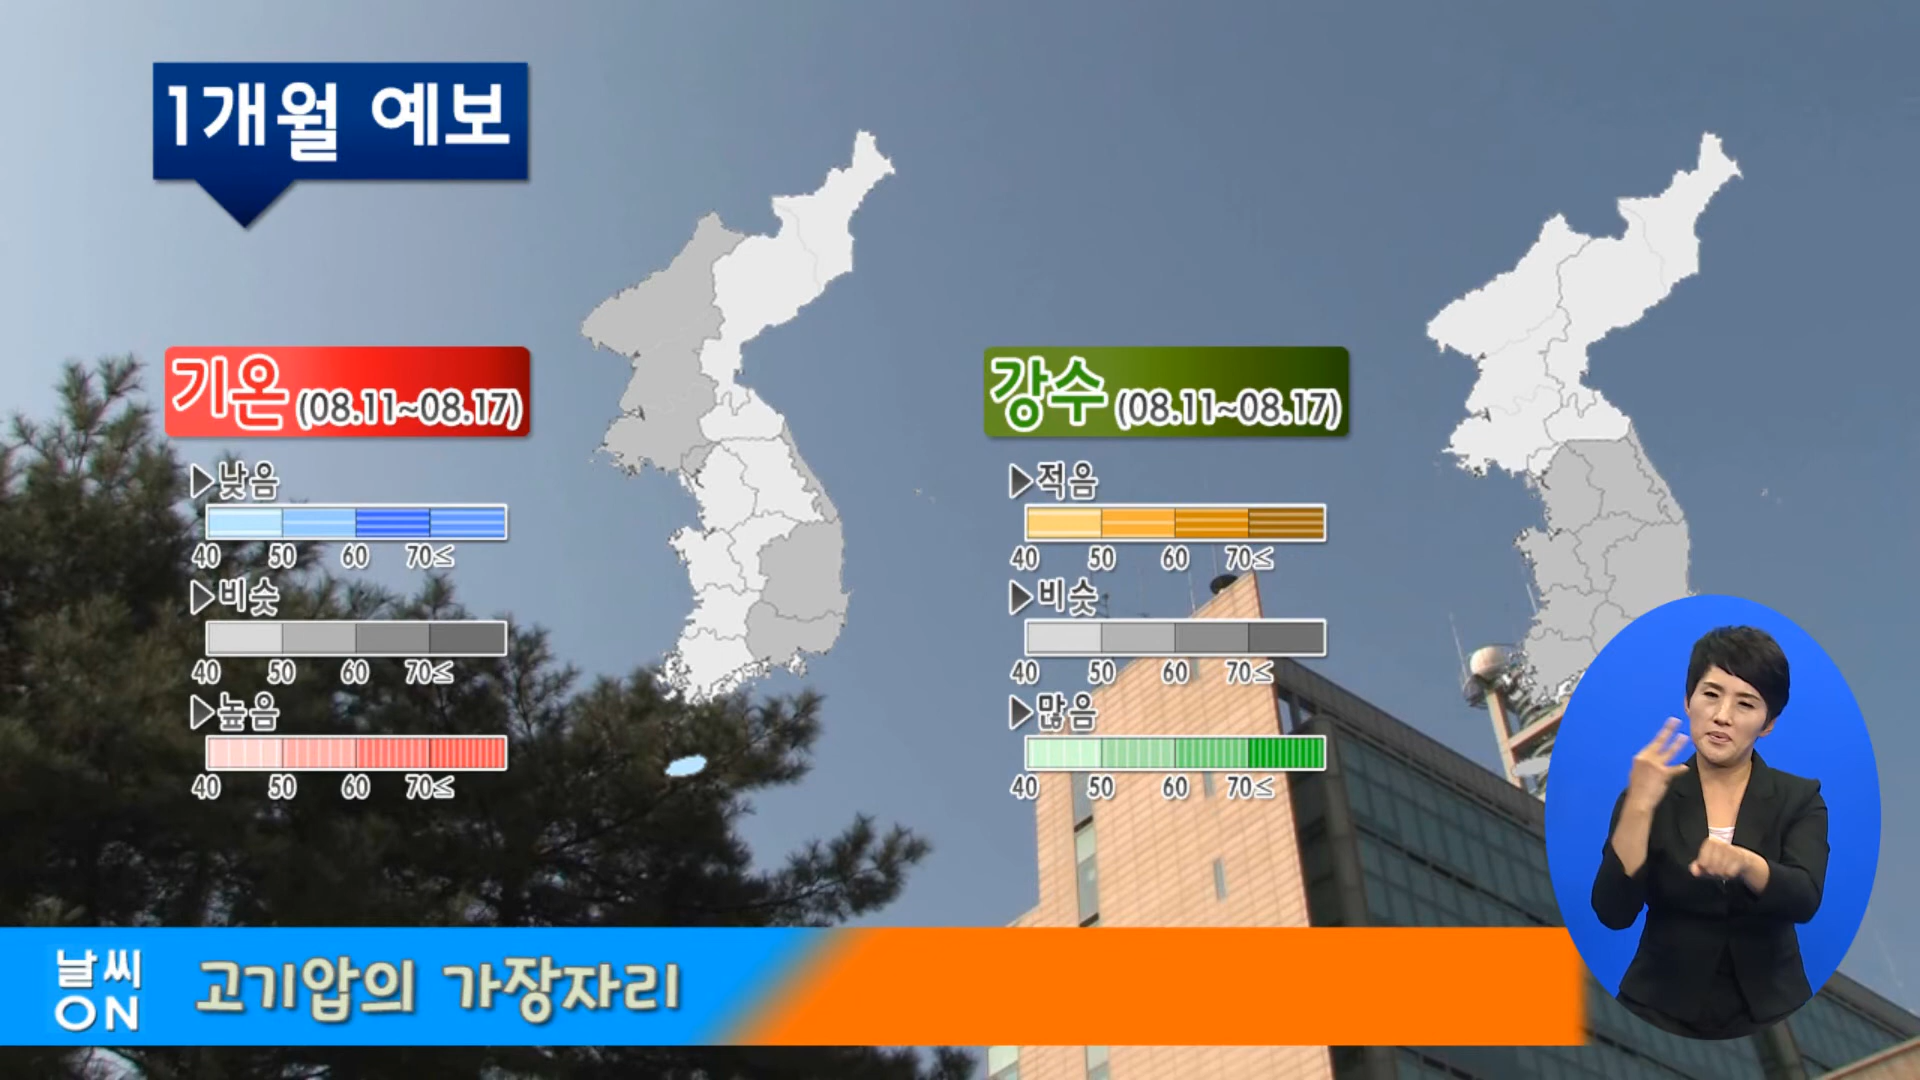 1개월 예보
기온 (08.11~08.17)
▶낮음
40 50 60 70≤
▶비슷
40 50 60 70≤
▶높음
40 50 60 70≤
강수 (08.11~08.17)
▶적음
40 50 60 70≤
▶비슷
40 50 60 70≤
▶많음
40 50 60 70≤
날씨
ON
고기압의 가장자리